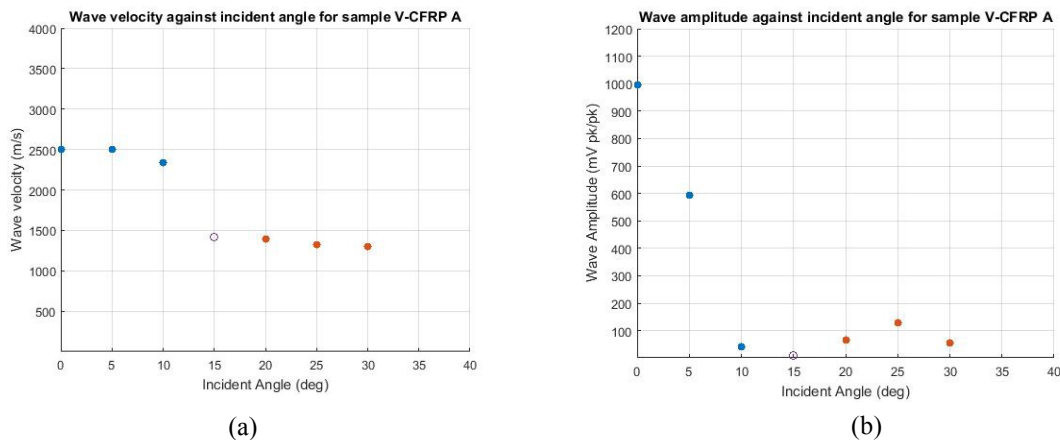 Wave velocity against incident angle for sample V-CFRP A
4000
3500
3000
2500
2000
1500
1000
500
Wave velocity (m/s)
0 5 10 15 20 25 30 35 40
Incident Angle (deg)
(a)
Wave amplitude against incident angle for sample V-CFRP A
1200
1100
1000
900
800
700
600
500
400
300
200
100
Wave Amplitude (mV pk/pk)
0 5 10 15 20 25 30 35 40
Incident Angle (deg)
(b)